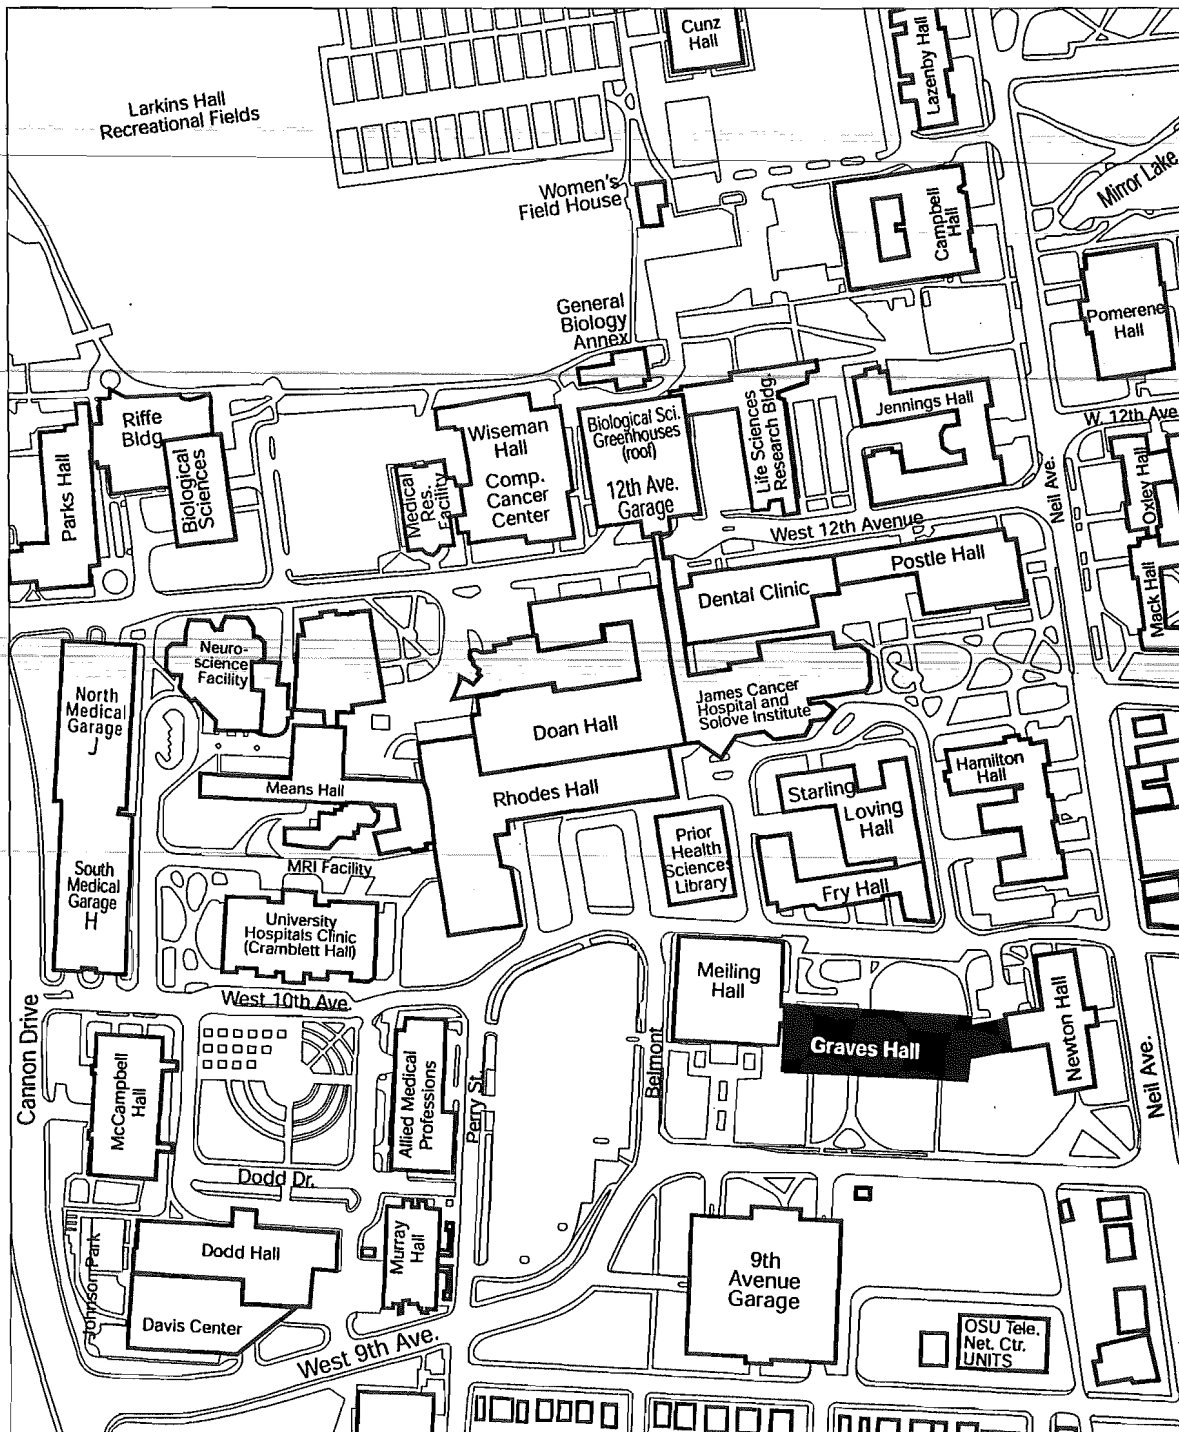 Cunz
Hall
Lazenby Hall
Larkins Hall
Recreational Fields
Mirror Lake
Women's
Field House
Campbell
Hall
General
Biology
Annex
Pomerene
Hall
Riffe
Bldg.
Wiseman
Hall
Comp.
Cancer
Center
Biological Sci.
Greenhouses
(roof)
12th Ave.
Garage
Life Sciences
Research Bldg.
Jennings Hall
W. 12th Ave.
Parks Hall
Biological
Sciences
Medical
Res.
Facility
Neil Ave.
Oxley Hall
West 12th Avenue
Postle Hall
Dental Clinic
Mack Hall
Neuro-
science
Facility
North
Medical
Garage
J
James Cancer
Hospital and
Solove Institute
Doan Hall
Means Hall
Rhodes Hall
Hamilton
Hall
Starling
Loving
Hall
Prior
Health
Sciences
Library
MRI Facility
South
Medical
Garage
H
Fry Hall
University
Hospitals Clinic
(Cramblett Hall)
Meiling
Hall
West 10th Ave.
Newton Hall
Cannon Drive
McCampbell
Hall
Allied Medical
Professions
Perry St.
Belmont
Graves Hall
Neil Ave.
Dodd Dr.
Johnson Park
Dodd Hall
Murray
Hall
9th
Avenue
Garage
Davis Center
West 9th Ave.
OSU Tele.
Net. Ctr.
UNITS